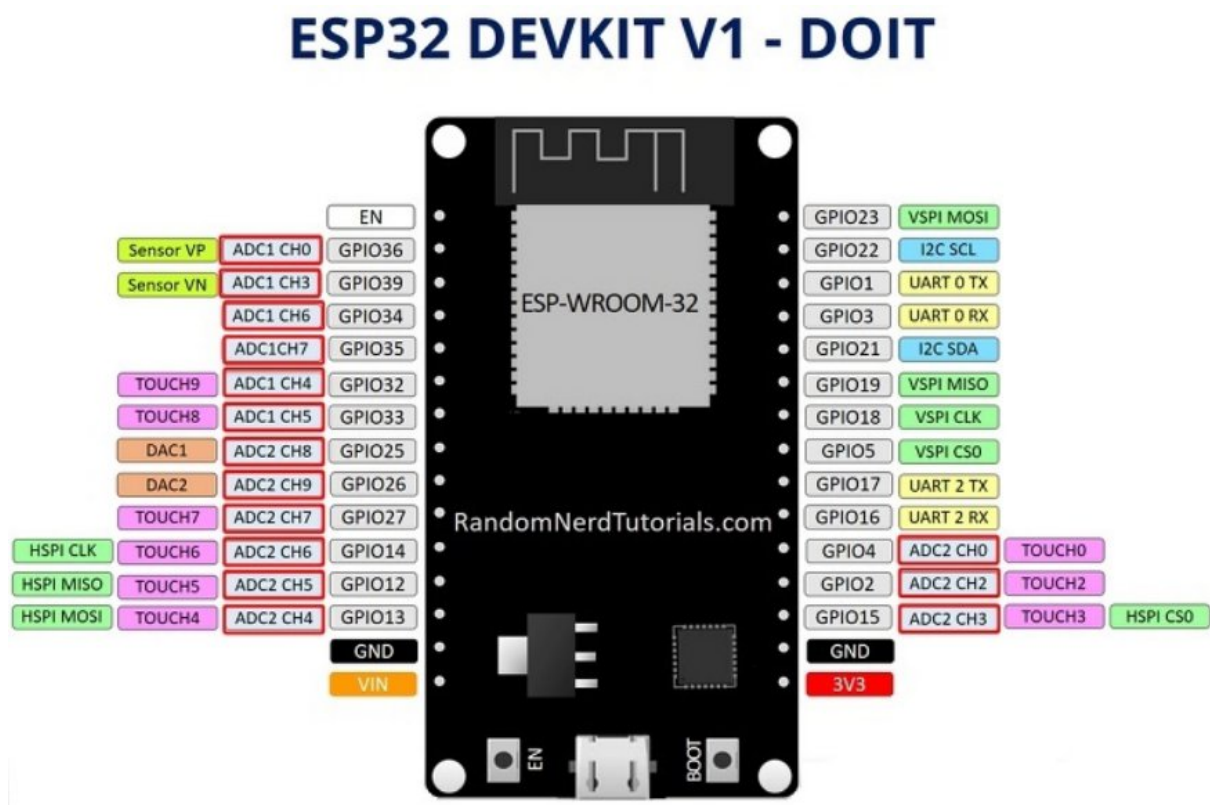 ESP32 DEVKIT V1 - DOIT
EN GPIO23 VSPI MOSI
Sensor VP ADC1 CH0 GPIO36 GPIO22 I2C SCL
Sensor VN ADC1 CH3 GPIO39 GPIO1 UART 0 TX
ESP-WROOM-32
ADC1 CH6 GPIO34 GPIO3 UART 0 RX
ADC1CH7 GPIO35 GPIO21 I2C SDA
TOUCH9 ADC1 CH4 GPIO32 GPIO19 VSPI MISO
TOUCH8 ADC1 CH5 GPIO33 GPIO18 VSPI CLK
DAC1 ADC2 CH8 GPIO25 GPIO5 VSPI CS0
DAC2 ADC2 CH9 GPIO26 GPIO17 UART 2 TX
TOUCH7 ADC2 CH7 GPIO27 RandomNerdTutorials.com GPIO16 UART 2 RX
HSPI CLK TOUCH6 ADC2 CH6 GPIO14 GPIO4 ADC2 CH0 TOUCH0
HSPI MISO TOUCH5 ADC2 CH5 GPIO12 GPIO2 ADC2 CH2 TOUCH2
HSPI MOSI TOUCH4 ADC2 CH4 GPIO13 GPIO15 ADC2 CH3 TOUCH3 HSPI CS0
GND GND
VIN 3V3
EN BOOT